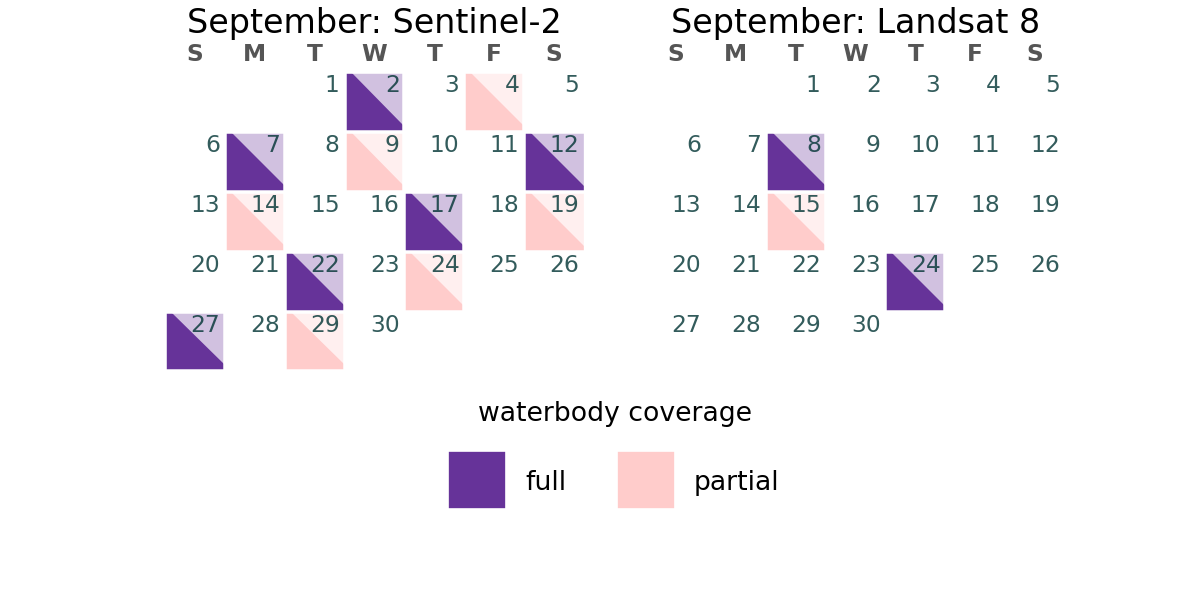 September: Sentinel-2
S M T W T F S
1 2 3 4 5
6 7 8 9 10 11 12
13 14 15 16 17 18 19
20 21 22 23 24 25 26
27 28 29 30
September: Landsat 8
S M T W T F S
1 2 3 4 5
6 7 8 9 10 11 12
13 14 15 16 17 18 19
20 21 22 23 24 25 26
27 28 29 30
waterbody coverage
full
partial